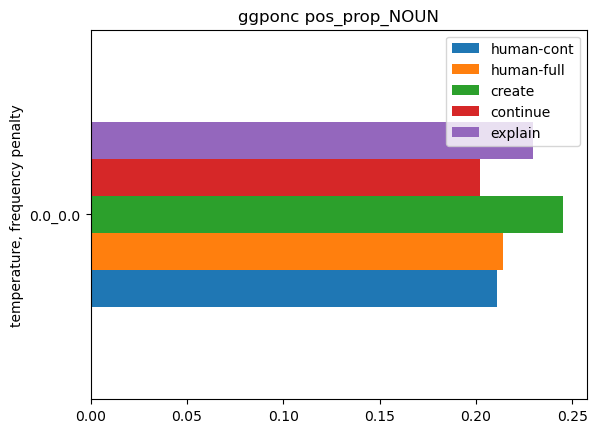 ggponc pos_prop_NOUN
human-cont
human-full
create
continue
explain
temperature, frequency penalty
0.0_0.0
0.00
0.05
0.10
0.15
0.20
0.25